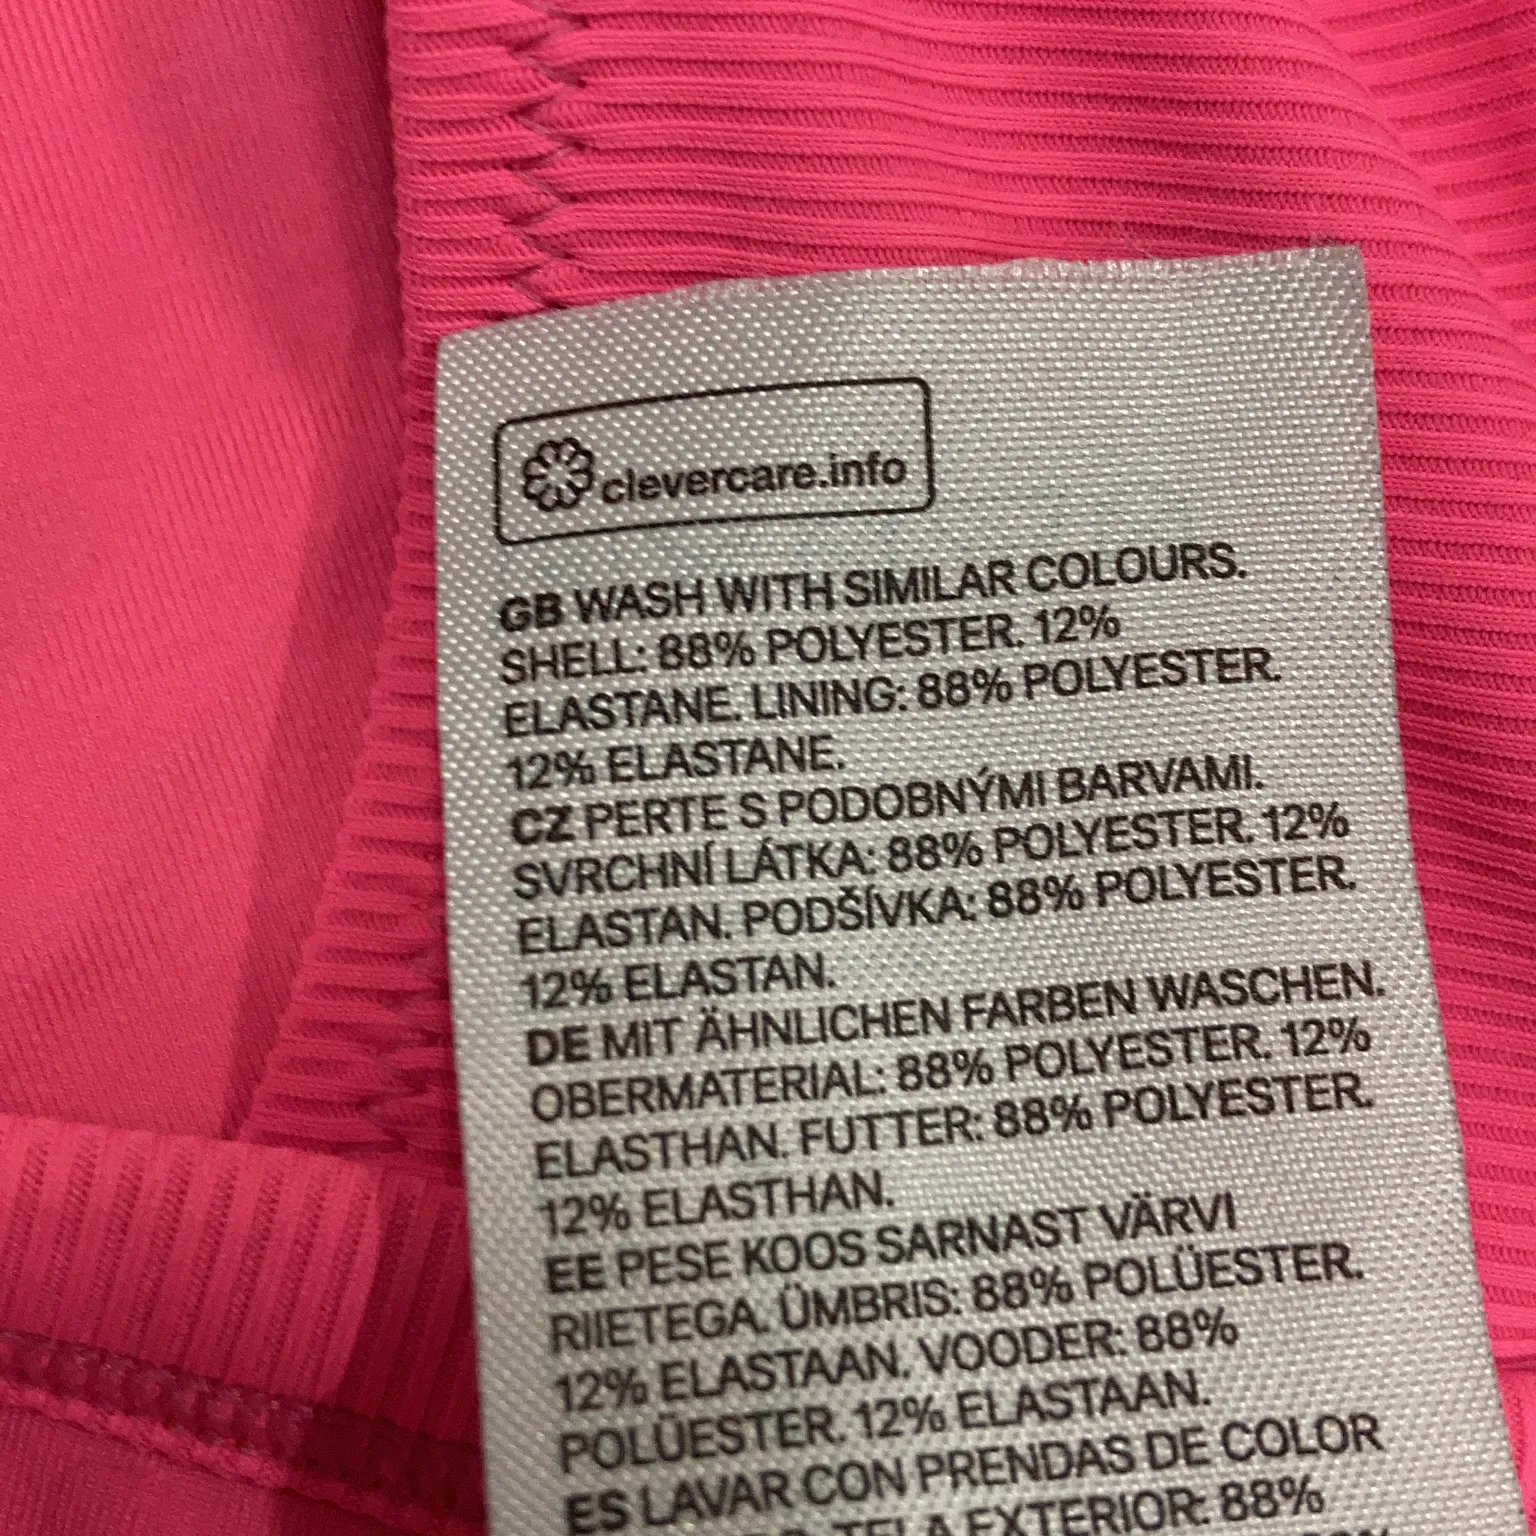 clevercare.info
GB WASH WITH SIMILAR COLOURS.
SHELL: 88% POLYESTER. 12%
ELASTANE. LINING: 88% POLYESTER.
12% ELASTANE.
CZ PERTE S PODOBNÝMI BARVAMI.
SVRCHNÍ LÁTKA: 88% POLYESTER. 12%
ELASTAN. PODŠÍVKA: 88% POLYESTER.
12% ELASTAN.
DE MIT ÄHNLICHEN FARBEN WASCHEN.
OBERMATERIAL: 88% POLYESTER. 12%
ELASTHAN. FUTTER: 88% POLYESTER.
12% ELASTHAN.
EE PESE KOOS SARNAST VÄRVI
RIIETEGA. ÜMBRIS: 88% POLÜESTER.
12% ELASTAAN. VOODER: 88%
POLÜESTER. 12% ELASTAAN.
ES LAVAR CON PRENDAS DE COLOR
TELA EXTERIOR: 88%